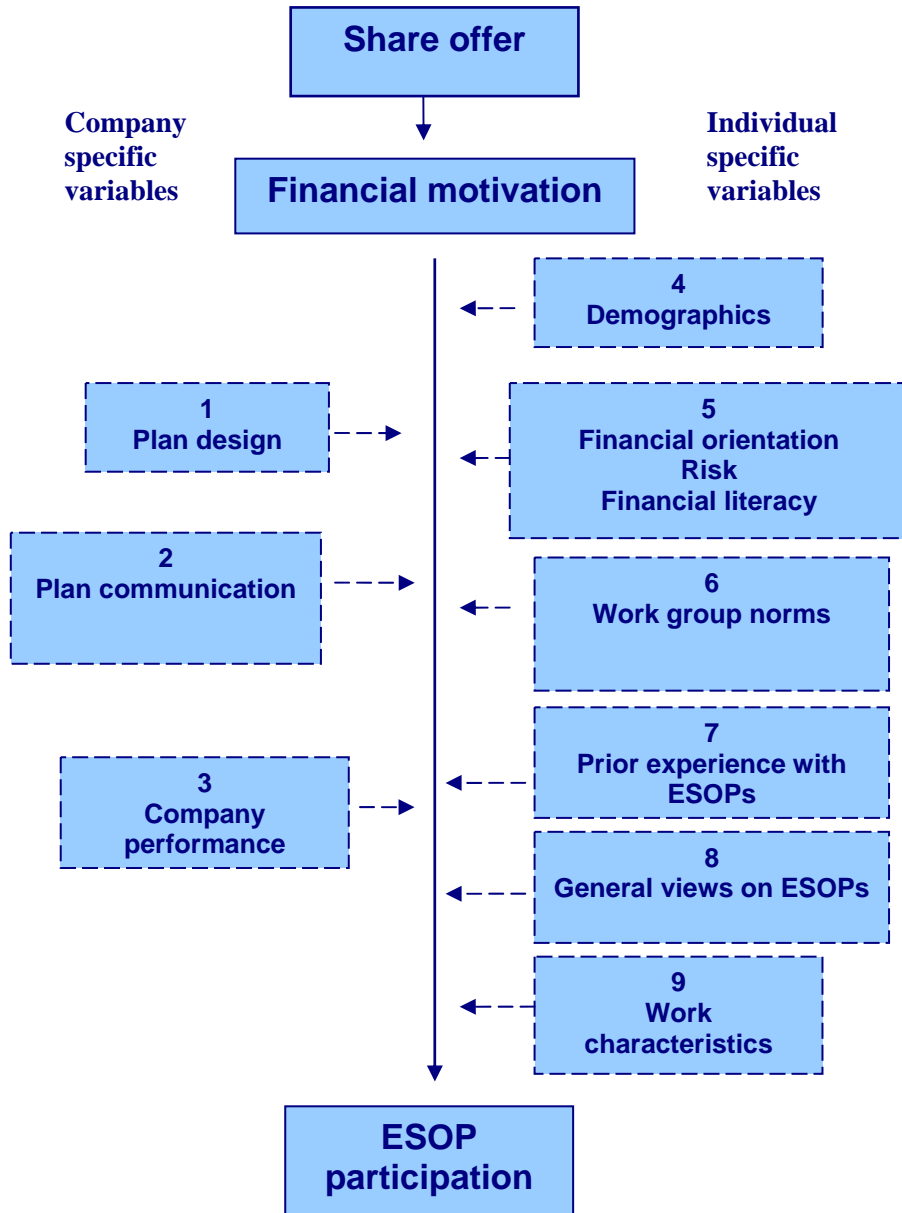 Share offer
Company
specific
variables
Individual
specific
variables
Financial motivation
4
Demographics
1
Plan design
5
Financial orientation
Risk
Financial literacy
2
Plan communication
6
Work group norms
7
Prior experience with
ESOPs
3
Company
performance
8
General views on ESOPs
9
Work
characteristics
ESOP
participation